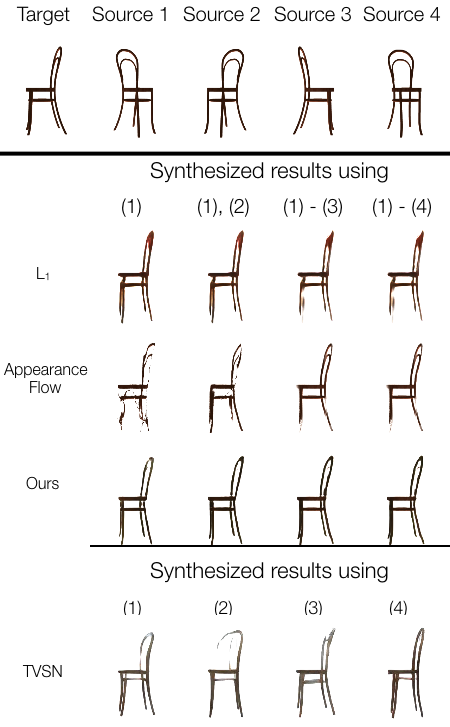 Target Source 1 Source 2 Source 3 Source 4
Synthesized results using
(1) (1), (2) (1) - (3) (1) - (4)
L₁
Appearance
Flow
Ours
Synthesized results using
(1) (2) (3) (4)
TVSN